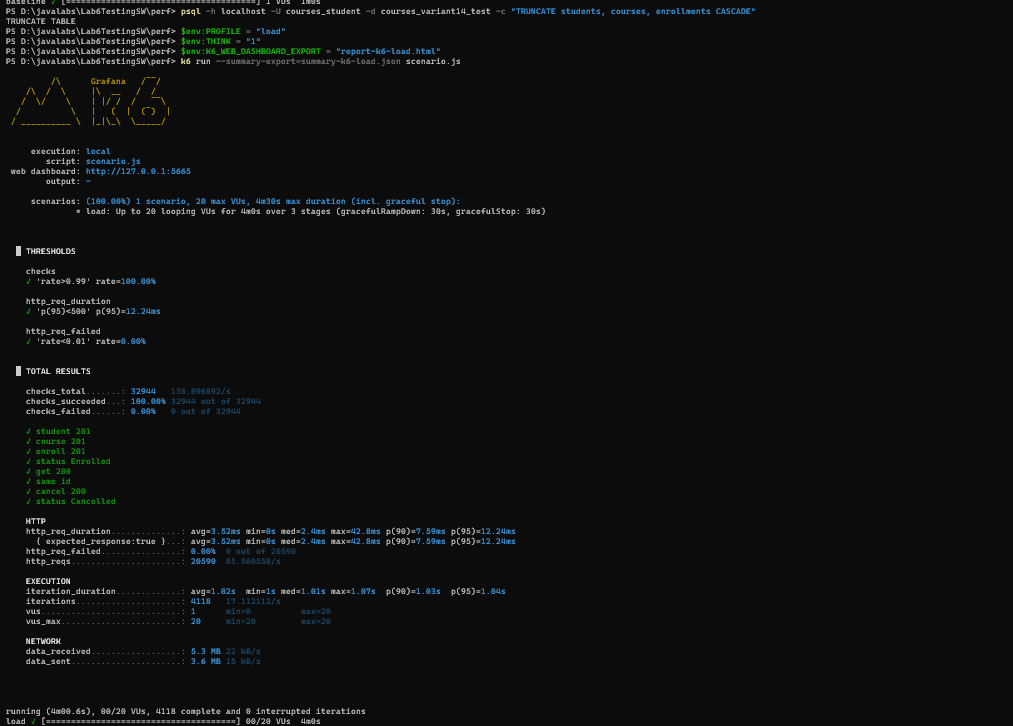 baseline ✓ [======================================] 1 VUs  1m0s
PS D:\javalabs\Lab6TestingSW\perf> psql -h localhost -U courses_student -d courses_variant14_test -c "TRUNCATE students, courses, enrollments CASCADE"
TRUNCATE TABLE
PS D:\javalabs\Lab6TestingSW\perf> $env:PROFILE = "load"
PS D:\javalabs\Lab6TestingSW\perf> $env:THINK = "1"
PS D:\javalabs\Lab6TestingSW\perf> $env:K6_WEB_DASHBOARD_EXPORT = "report-k6-load.html"
PS D:\javalabs\Lab6TestingSW\perf> k6 run --summary-export=summary-k6-load.json scenario.js
Grafana
execution: local
script: scenario.js
web dashboard: http://127.0.0.1:5665
output: -
scenarios: (100.00%) 1 scenario, 20 max VUs, 4m30s max duration (incl. graceful stop):
* load: Up to 20 looping VUs for 4m0s over 3 stages (gracefulRampDown: 30s, gracefulStop: 30s)
THRESHOLDS
checks
✓ 'rate>0.99' rate=100.00%
http_req_duration
✓ 'p(95)<500' p(95)=12.24ms
http_req_failed
✓ 'rate<0.01' rate=0.00%
TOTAL RESULTS
checks_total.......: 32944   136.896892/s
checks_succeeded...: 100.00% 32944 out of 32944
checks_failed......: 0.00%   0 out of 32944
✓ student 201
✓ course 201
✓ enroll 201
✓ status Enrolled
✓ get 200
✓ same id
✓ cancel 200
✓ status Cancelled
HTTP
http_req_duration..............: avg=3.52ms min=0s med=2.4ms max=42.8ms p(90)=7.59ms p(95)=12.24ms
{ expected_response:true }...: avg=3.52ms min=0s med=2.4ms max=42.8ms p(90)=7.59ms p(95)=12.24ms
http_req_failed................: 0.00%  0 out of 20590
http_reqs......................: 20590  85.560558/s
EXECUTION
iteration_duration.............: avg=1.02s  min=1s med=1.01s max=1.07s  p(90)=1.03s  p(95)=1.04s
iterations.....................: 4118   17.112112/s
vus............................: 1      min=0          max=20
vus_max........................: 20     min=20         max=20
NETWORK
data_received..................: 5.3 MB 22 kB/s
data_sent......................: 3.6 MB 15 kB/s
running (4m00.6s), 00/20 VUs, 4118 complete and 0 interrupted iterations
load ✓ [======================================] 00/20 VUs  4m0s